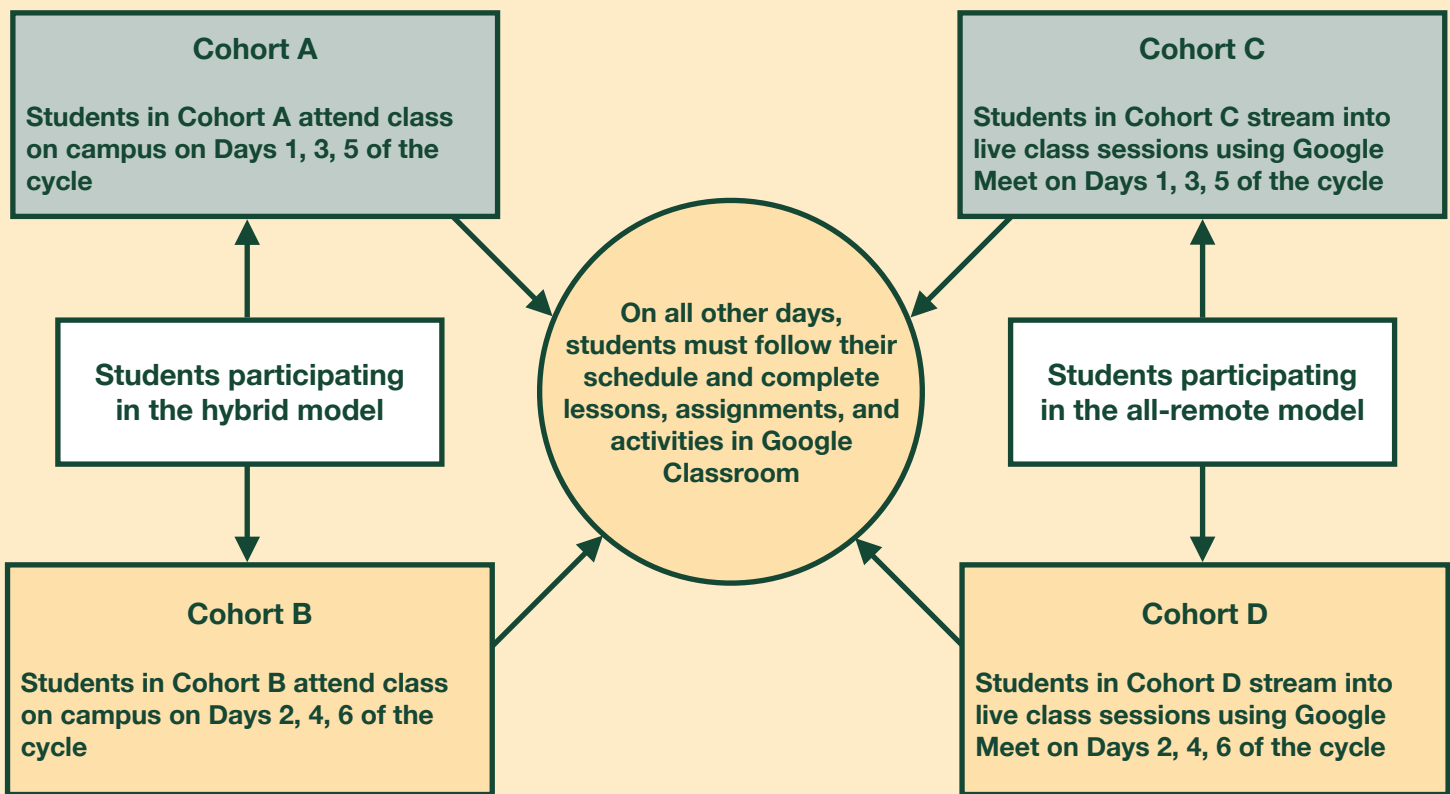 Cohort A
Students in Cohort A attend class
on campus on Days 1, 3, 5 of the
cycle
Cohort C
Students in Cohort C stream into
live class sessions using Google
Meet on Days 1, 3, 5 of the cycle
Students participating
in the hybrid model
On all other days,
students must follow their
schedule and complete
lessons, assignments, and
activities in Google
Classroom
Students participating
in the all-remote model
Cohort B
Students in Cohort B attend class
on campus on Days 2, 4, 6 of the
cycle
Cohort D
Students in Cohort D stream into
live class sessions using Google
Meet on Days 2, 4, 6 of the cycle